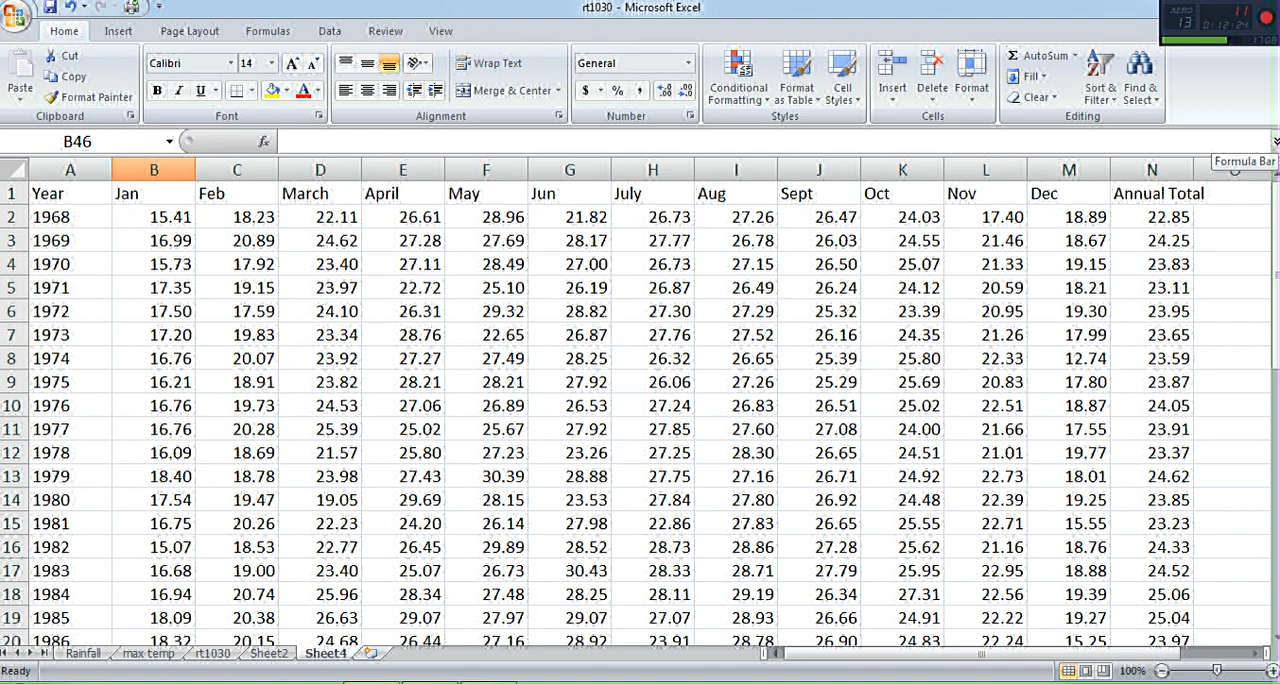 rt1030 - Microsoft Excel
AERO 13 11 0:12:24
Home Insert Page Layout Formulas Data Review View
Paste Cut Copy Format Painter Clipboard
Calibri 14 A A B I U A Font
Wrap Text Merge & Center Alignment
General $ % , Number
Conditional Formatting Format as Table Cell Styles Styles
Insert Delete Format Cells
Σ AutoSum Fill Clear Sort & Filter Find & Select Editing
B46 fx
Formula Bar
A B C D E F G H I J K L M N
1 Year Jan Feb March April May Jun July Aug Sept Oct Nov Dec Annual Total
2 1968 15.41 18.23 22.11 26.61 28.96 21.82 26.73 27.26 26.47 24.03 17.40 18.89 22.85
3 1969 16.99 20.89 24.62 27.28 27.69 28.17 27.77 26.78 26.03 24.55 21.46 18.67 24.25
4 1970 15.73 17.92 23.40 27.11 28.49 27.00 26.73 27.15 26.50 25.07 21.33 19.15 23.83
5 1971 17.35 19.15 23.97 22.72 25.10 26.19 26.87 26.49 26.24 24.12 20.59 18.21 23.11
6 1972 17.50 17.59 24.10 26.31 29.32 28.82 27.30 27.29 25.32 23.39 20.95 19.30 23.95
7 1973 17.20 19.83 23.34 28.76 22.65 26.87 27.76 27.52 26.16 24.35 21.26 17.99 23.65
8 1974 16.76 20.07 23.92 27.27 27.49 28.25 26.32 26.65 25.39 25.80 22.33 12.74 23.59
9 1975 16.21 18.91 23.82 28.21 28.21 27.92 26.06 27.26 25.29 25.69 20.83 17.80 23.87
10 1976 16.76 19.73 24.53 27.06 26.89 26.53 27.24 26.83 26.51 25.02 22.51 18.87 24.05
11 1977 16.76 20.28 25.39 25.02 25.67 27.92 27.85 27.60 27.08 24.00 21.66 17.55 23.91
12 1978 16.09 18.69 21.57 25.80 27.23 23.26 27.25 28.30 26.65 24.51 21.01 19.77 23.37
13 1979 18.40 18.78 23.98 27.43 30.39 28.88 27.75 27.16 26.71 24.92 22.73 18.01 24.62
14 1980 17.54 19.47 19.05 29.69 28.15 23.53 27.84 27.80 26.92 24.48 22.39 19.25 23.85
15 1981 16.75 20.26 22.23 24.20 26.14 27.98 22.86 27.83 26.65 25.55 22.71 15.55 23.23
16 1982 15.07 18.53 22.77 26.45 29.89 28.52 28.73 28.86 27.28 25.62 21.16 18.76 24.33
17 1983 16.68 19.00 23.40 25.07 26.73 30.43 28.33 28.71 27.79 25.95 22.95 18.88 24.52
18 1984 16.94 20.74 25.96 28.34 27.48 28.25 28.11 29.19 26.34 27.31 22.56 19.39 25.06
19 1985 18.09 20.38 26.63 29.07 27.97 29.07 27.07 28.93 26.66 24.91 22.22 19.27 25.04
20 1986 18.32 20.15 24.68 26.44 27.16 28.92 23.91 28.78 26.90 24.83 22.24 15.25 23.97
Rainfall max temp rt1030 Sheet2 Sheet4
Ready 100%